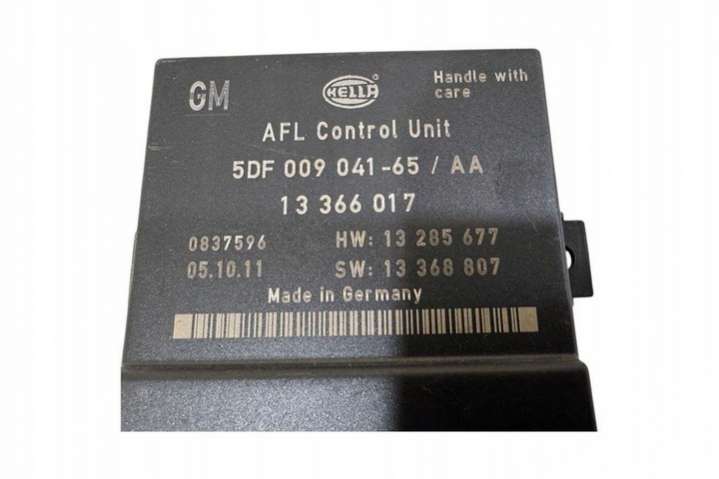 GM
HELLA
®
Handle with
care
AFL Control Unit
5DF 009 041-65 / AA
13 366 017
0837596 HW: 13 285 677
05.10.11 SW: 13 368 807
Made in Germany